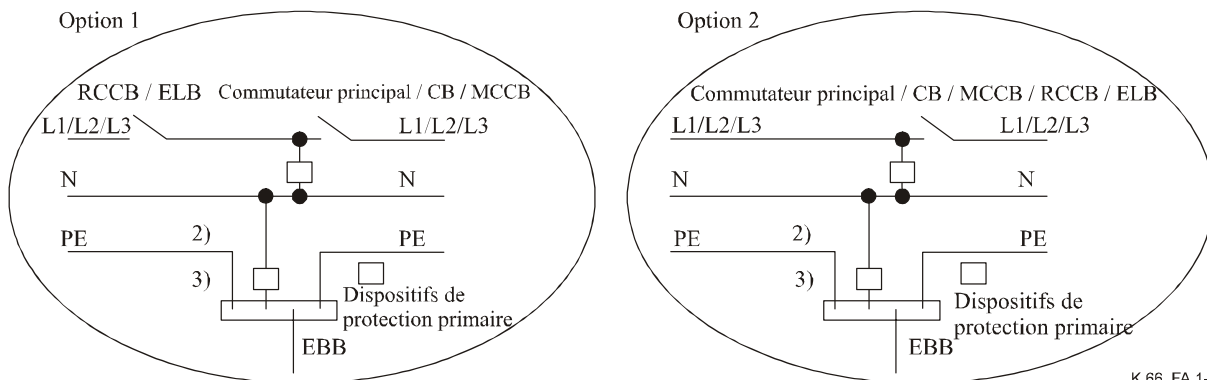 Option 1
RCCB / ELB
Commutateur principal / CB / MCCB
L1/L2/L3
L1/L2/L3
N
N
PE
2)
PE
3)
Dispositifs de
protection primaire
EBB
Option 2
Commutateur principal / CB / MCCB / RCCB / ELB
L1/L2/L3
L1/L2/L3
N
N
PE
2)
PE
3)
Dispositifs de
protection primaire
EBB